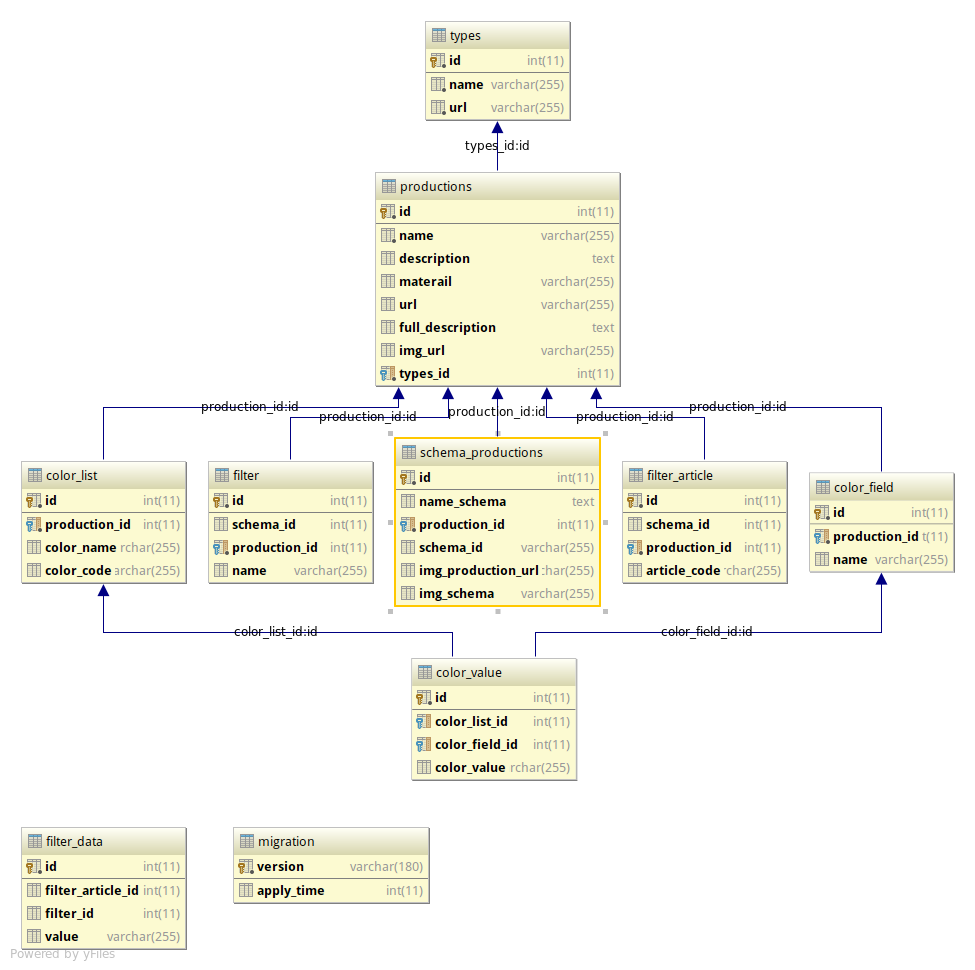 types
id int(11)
name varchar(255)
url varchar(255)
types_id:id
productions
id int(11)
name varchar(255)
description text
materail varchar(255)
url varchar(255)
full_description text
img_url varchar(255)
types_id int(11)
production_id:id
production_id:id
production_id:id
production_id:id
production_id:id
color_list
id int(11)
production_id int(11)
color_name rchar(255)
color_code archar(255)
filter
id int(11)
schema_id int(11)
production_id int(11)
name varchar(255)
schema_productions
id int(11)
name_schema text
production_id int(11)
schema_id varchar(255)
img_production_url :har(255)
img_schema varchar(255)
filter_article
id int(11)
schema_id int(11)
production_id int(11)
article_code rchar(255)
color_field
id int(11)
production_id t(11)
name varchar(255)
color_list_id:id
color_field_id:id
color_value
id int(11)
color_list_id int(11)
color_field_id int(11)
color_value rchar(255)
filter_data
id int(11)
filter_article_id int(11)
filter_id int(11)
value varchar(255)
migration
version varchar(180)
apply_time int(11)
Powered by yFiles